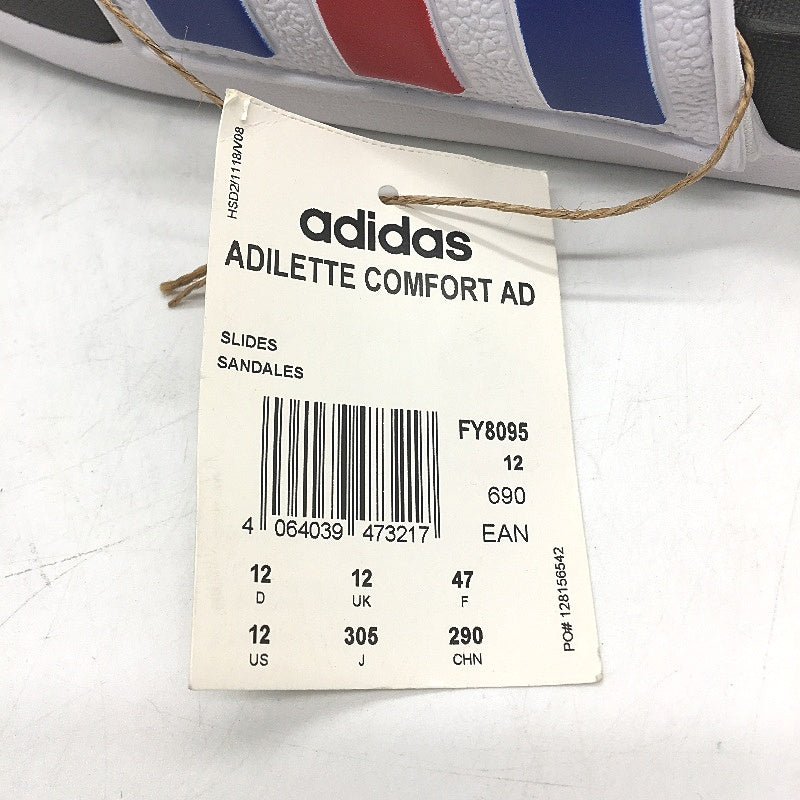 HSD2/1118/V08
adidas
ADILETTE COMFORT AD
SLIDES
SANDALES
FY8095
12
690
EAN
4 064039 473217
12 12 47
D UK F
12 305 290
US J CHN
PO# 128156542